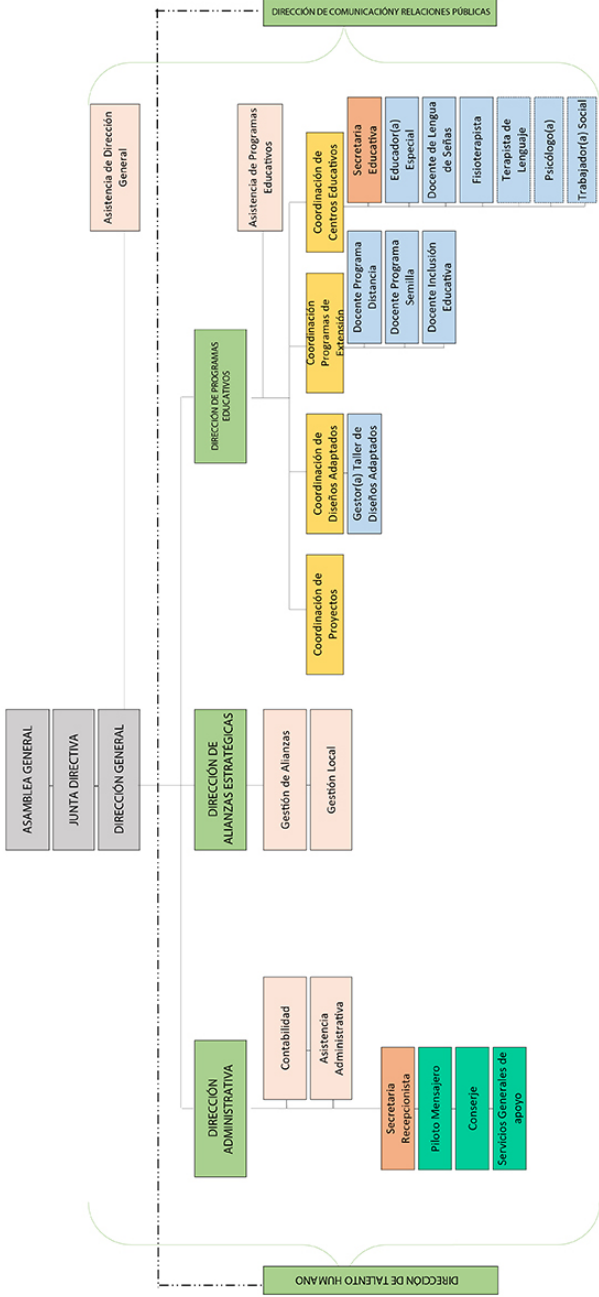 ASAMBLEA GENERAL
JUNTA DIRECTIVA
DIRECCIÓN GENERAL
Asistencia de Dirección
General
DIRECCIÓN DE TALENTO HUMANO
DIRECCIÓN DE COMUNICACIÓNY RELACIONES PÚBLICAS
DIRECCIÓN
ADMINISTRATIVA
DIRECCIÓN DE
ALIANZAS ESTRATÉGICAS
DIRECCIÓN DE PROGRAMAS
EDUCATIVOS
Contabilidad
Asistencia
Administrativa
Secretaria
Recepcionista
Piloto Mensajero
Conserje
Servicios Generales de
apoyo
Gestión de Alianzas
Gestión Local
Asistencia de Programas
Educativos
Coordinación de
Proyectos
Coordinación de
Diseños Adaptados
Gestor(a) Taller de
Diseños Adaptados
Coordinación
Programas de
Extensión
Docente Programa
Distancia
Docente Programa
Semilla
Docente Inclusión
Educativa
Coordinación de
Centros Educativos
Secretaria
Educativa
Educador(a)
Especial
Docente de Lengua
de Señas
Fisioterapista
Terapista de
Lenguaje
Psicólogo(a)
Trabajador(a) Social